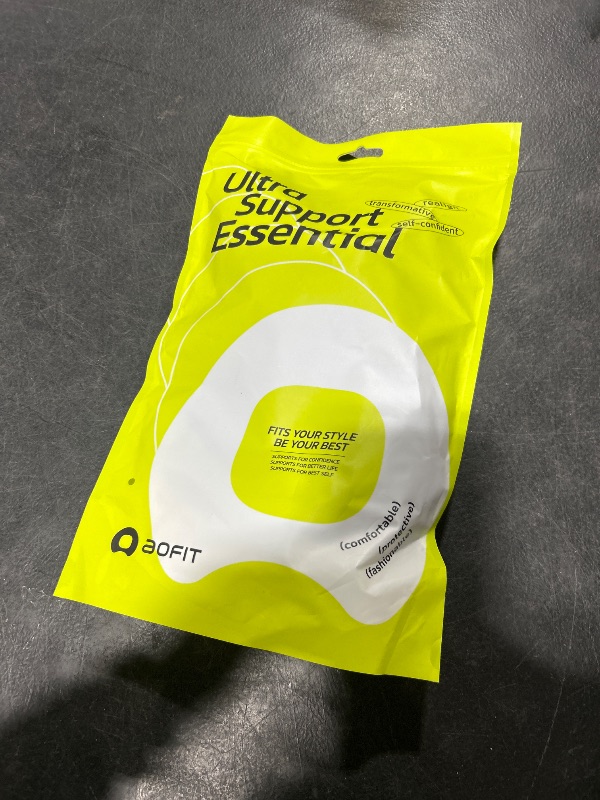 Ultra
Support
Essential
realign
transformative
self-confident
FITS YOUR STYLE
BE YOUR BEST
SUPPORTS FOR CONFIDENCE
SUPPORTS FOR BETTER LIFE
SUPPORTS FOR BEST SELF
(comfortable)
(protective)
(fashionable)
aoFIT